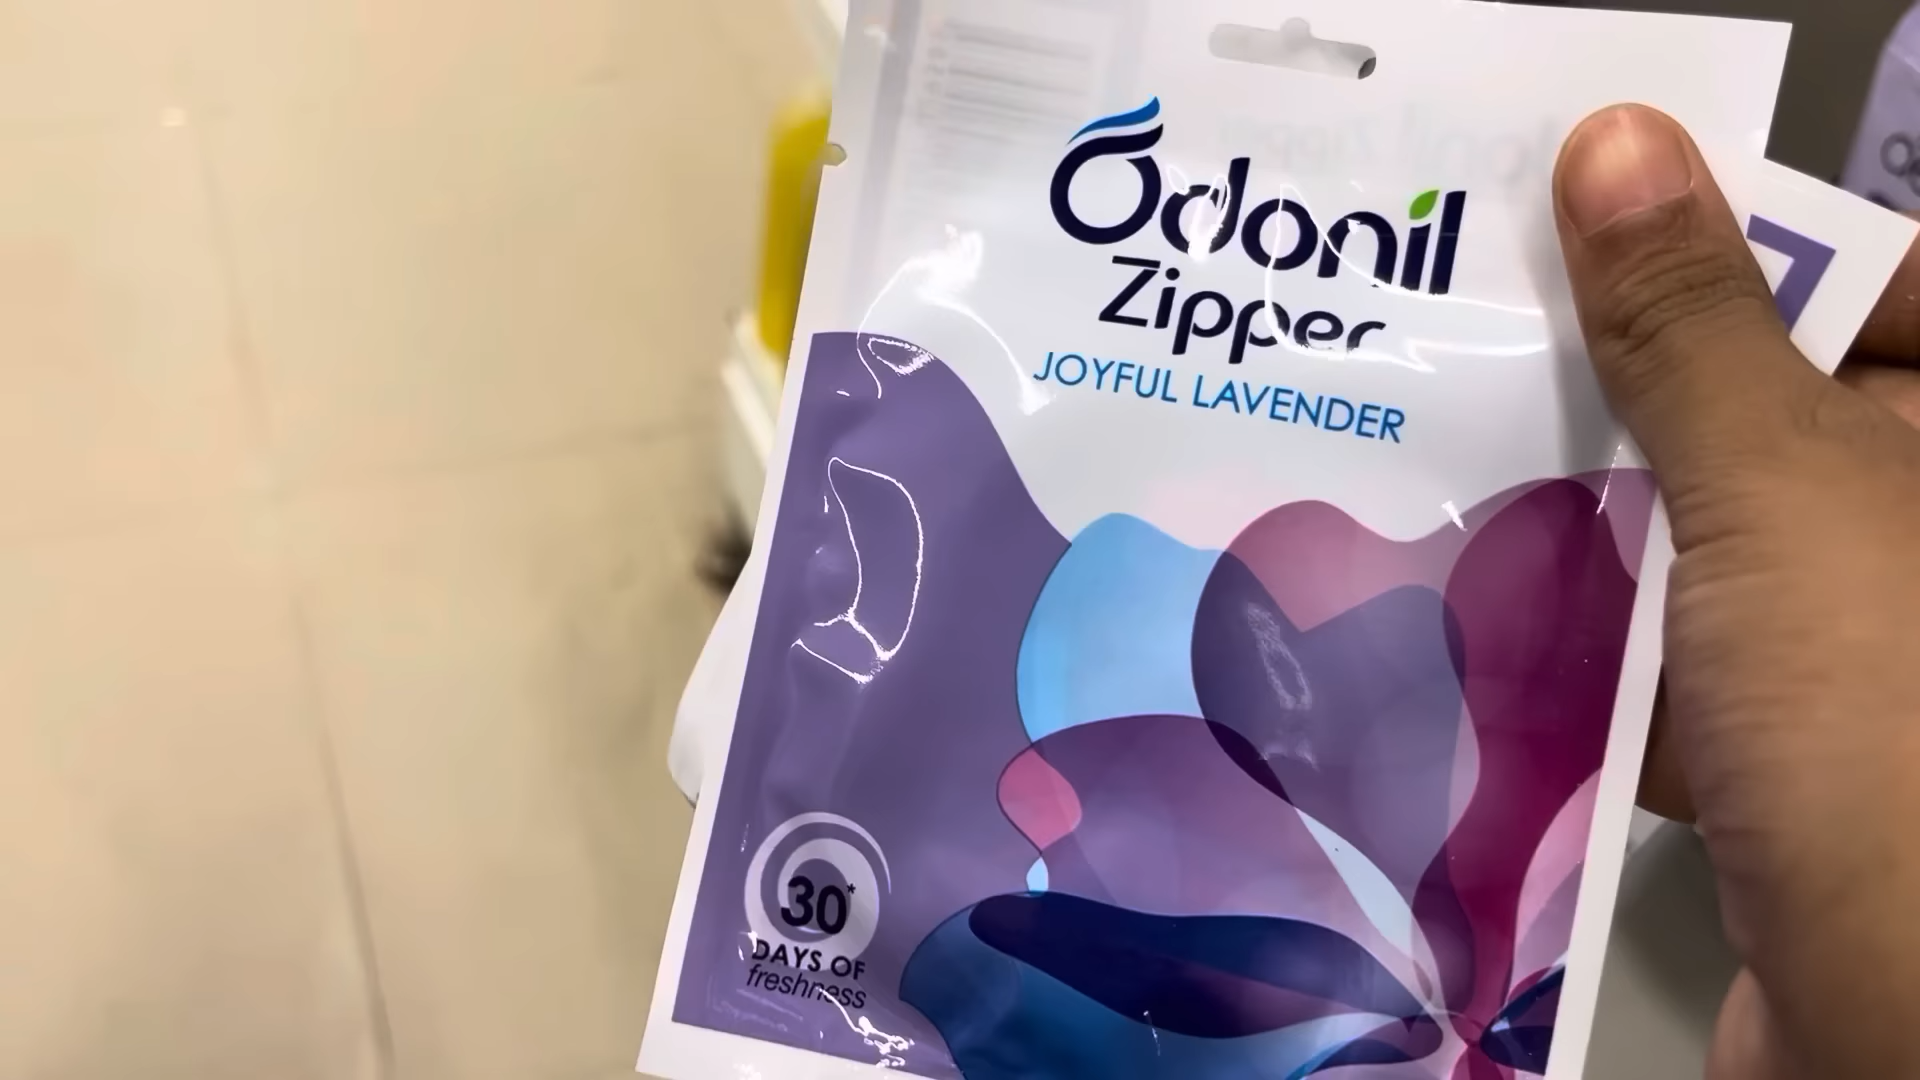 Odonil
Zipper
JOYFUL LAVENDER
30*
DAYS OF
freshness